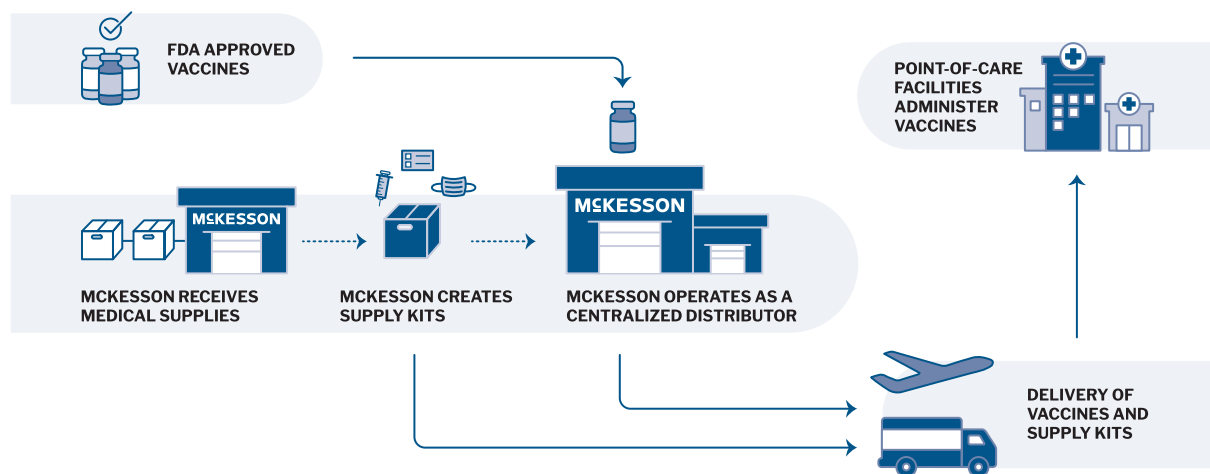 FDA APPROVED
VACCINES
POINT-OF-CARE
FACILITIES
ADMINISTER
VACCINES
MCKESSON
MCKESSON
MCKESSON RECEIVES
MEDICAL SUPPLIES
MCKESSON CREATES
SUPPLY KITS
MCKESSON OPERATES AS A
CENTRALIZED DISTRIBUTOR
DELIVERY OF
VACCINES AND
SUPPLY KITS